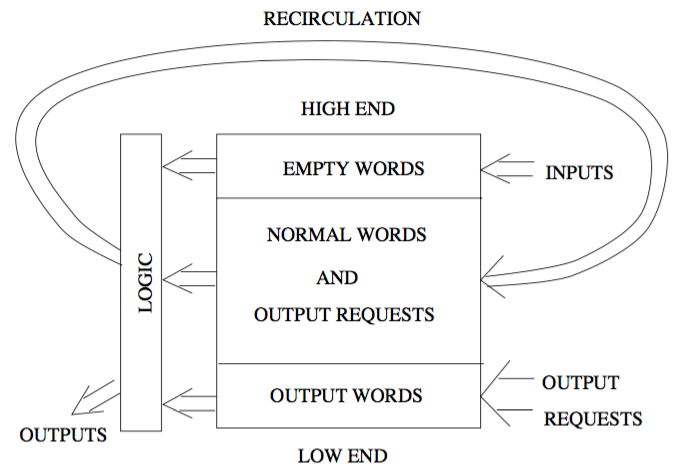 RECIRCULATION
HIGH END
EMPTY WORDS
INPUTS
NORMAL WORDS
AND
OUTPUT REQUESTS
LOGIC
OUTPUT WORDS
OUTPUT
REQUESTS
OUTPUTS
LOW END